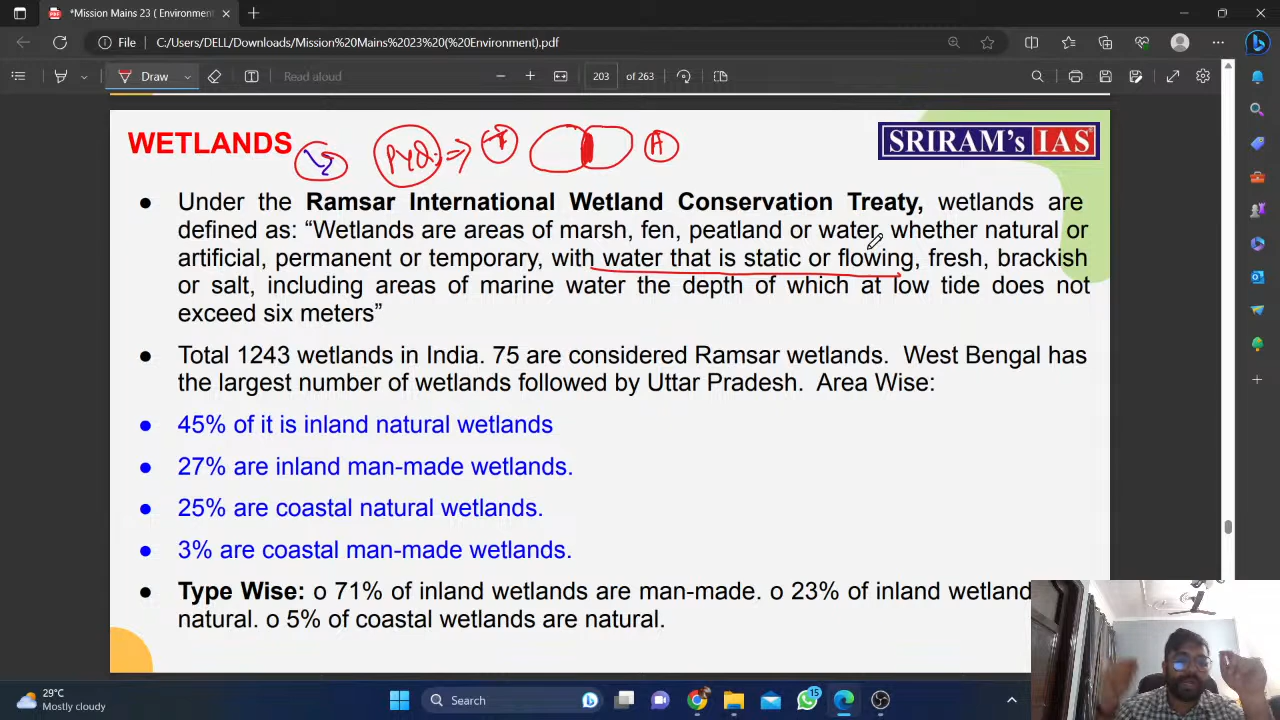 *Mission Mains 23 ( Environment
File
C:/Users/DELL/Downloads/Mission%20Mains%202023%20(%20Environment).pdf
Draw
Read aloud
203 of 263
WETLANDS
PYQ
T
A
SRIRAM's IAS
● Under the Ramsar International Wetland Conservation Treaty, wetlands are
defined as: “Wetlands are areas of marsh, fen, peatland or water, whether natural or
artificial, permanent or temporary, with water that is static or flowing, fresh, brackish
or salt, including areas of marine water the depth of which at low tide does not
exceed six meters”
● Total 1243 wetlands in India. 75 are considered Ramsar wetlands. West Bengal has
the largest number of wetlands followed by Uttar Pradesh. Area Wise:
● 45% of it is inland natural wetlands
● 27% are inland man-made wetlands.
● 25% are coastal natural wetlands.
● 3% are coastal man-made wetlands.
● Type Wise: o 71% of inland wetlands are man-made. o 23% of inland wetland
natural. o 5% of coastal wetlands are natural.
29°C
Mostly cloudy
Search
15